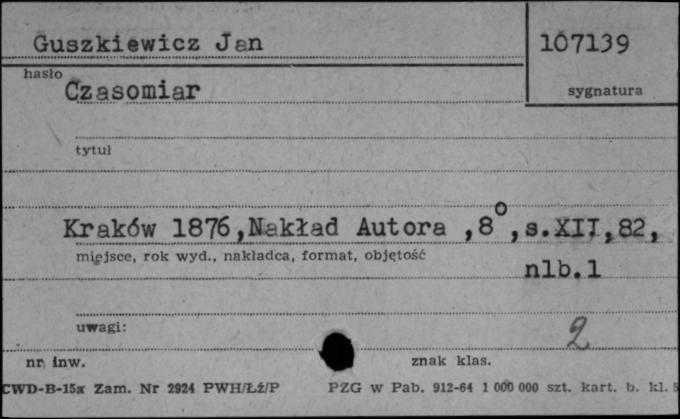 Guszkiewicz Jan
107139
hasło
Czasomiar
sygnatura
tytuł
Kraków 1876,Nakład Autora ,8°,s.XII,82,
miejsce, rok wyd., nakładca, format, objętość
nlb.1
uwagi:
2
nr. inw.
znak klas.
CWD-B-15x Zam. Nr 2924 PWH/Łż/P PZG w Pab. 912-64 1 000 000 szt. kart. b. kl. 5